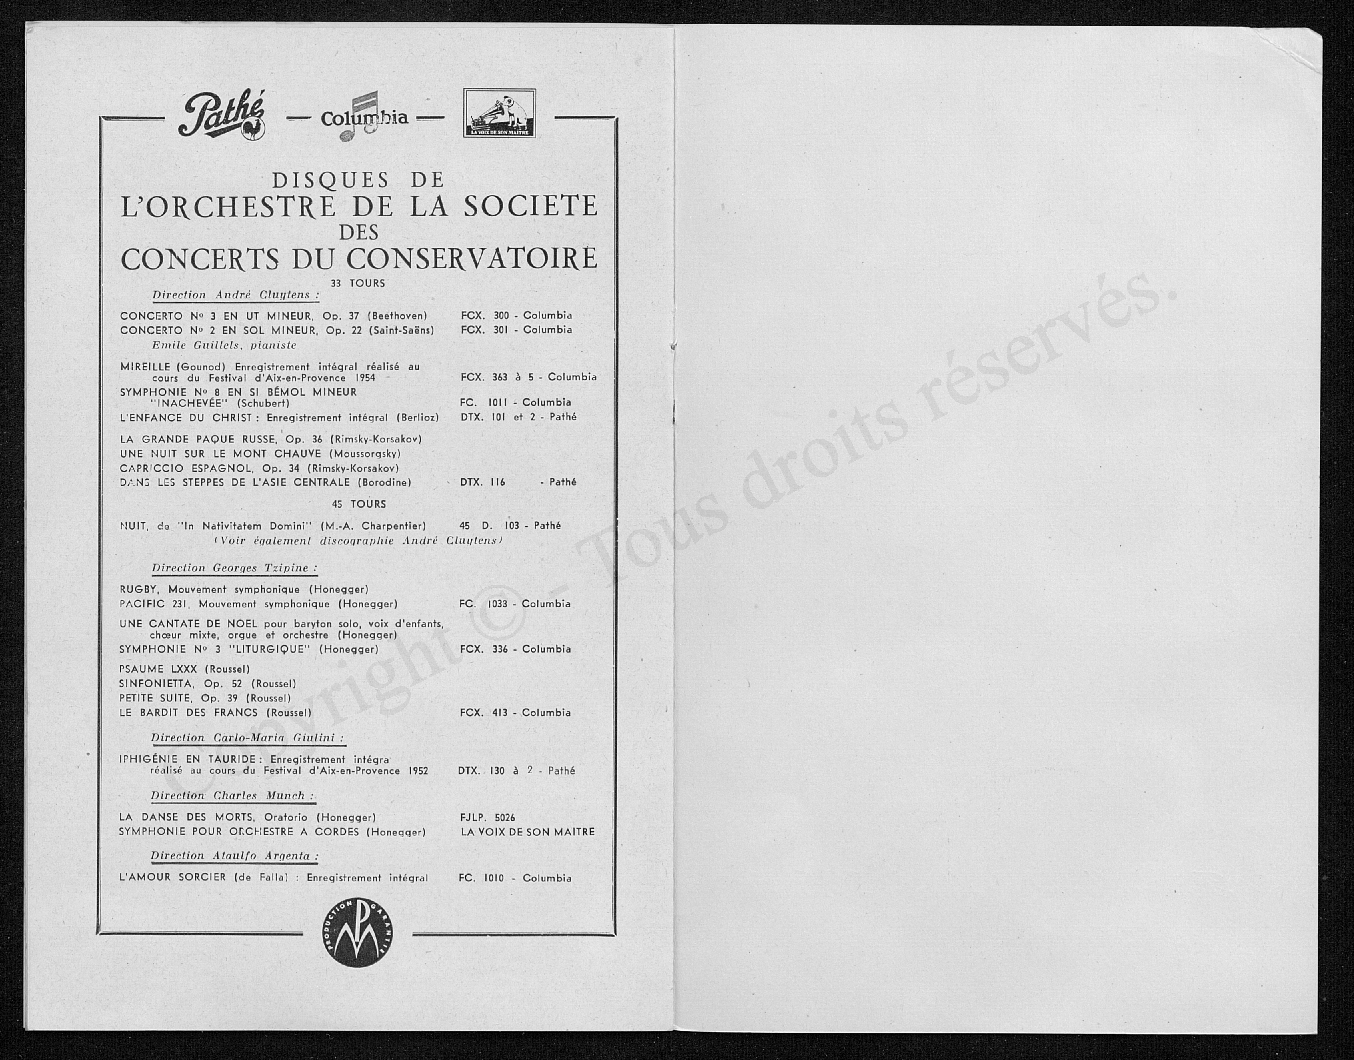 Pathé
Columbia
LA VOIX DE SON MAITRE
DISQUES DE
L'ORCHESTRE DE LA SOCIETE
DES
CONCERTS DU CONSERVATOIRE
33 TOURS
Direction André Cluytens :
CONCERTO No 3 EN UT MINEUR, Op. 37 (Beethoven) FCX. 300 - Columbia
CONCERTO No 2 EN SOL MINEUR, Op. 22 (Saint-Saëns) FCX. 301 - Columbia
Emile Guillels, pianiste
MIREILLE (Gounod) Enregistrement intégral réalisé au
cours du Festival d'Aix-en-Provence 1954 FCX. 363 à 5 - Columbia
SYMPHONIE No 8 EN SI BÉMOL MINEUR
"INACHEVÉE" (Schubert) FC. 1011 - Columbia
L'ENFANCE DU CHRIST : Enregistrement intégral (Berlioz) DTX. 101 et 2 - Pathé
LA GRANDE PAQUE RUSSE, Op. 36 (Rimsky-Korsakov)
UNE NUIT SUR LE MONT CHAUVE (Moussorgsky)
CAPRICCIO ESPAGNOL, Op. 34 (Rimsky-Korsakov)
DANS LES STEPPES DE L'ASIE CENTRALE (Borodine) DTX. 116 - Pathé
45 TOURS
NUIT, de "In Nativitatem Domini" (M.-A. Charpentier) 45 D. 103 - Pathé
(Voir également discographie André Cluytens)
Direction Georges Tzipine :
RUGBY, Mouvement symphonique (Honegger)
PACIFIC 231, Mouvement symphonique (Honegger) FC. 1033 - Columbia
UNE CANTATE DE NOEL pour baryton solo, voix d'enfants,
chœur mixte, orgue et orchestre (Honegger)
SYMPHONIE No 3 "LITURGIQUE" (Honegger) FCX. 336 - Columbia
PSAUME LXXX (Roussel)
SINFONIETTA, Op. 52 (Roussel)
PETITE SUITE, Op. 39 (Roussel)
LE BARDIT DES FRANCS (Roussel) FCX. 413 - Columbia
Direction Carlo-Maria Giulini :
IPHIGÉNIE EN TAURIDE : Enregistrement intégra
réalisé au cours du Festival d'Aix-en-Provence 1952 DTX. 130 à 2 - Pathé
Direction Charles Munch :
LA DANSE DES MORTS, Oratorio (Honegger) FJLP. 5026
SYMPHONIE POUR ORCHESTRE A CORDES (Honegger) LA VOIX DE SON MAITRE
Direction Ataulfo Argenta :
L'AMOUR SORCIER (de Falla) : Enregistrement intégral FC. 1010 - Columbia
PRODUCTION GARANTIE
PM
Copyright © - Tous droits réservés.